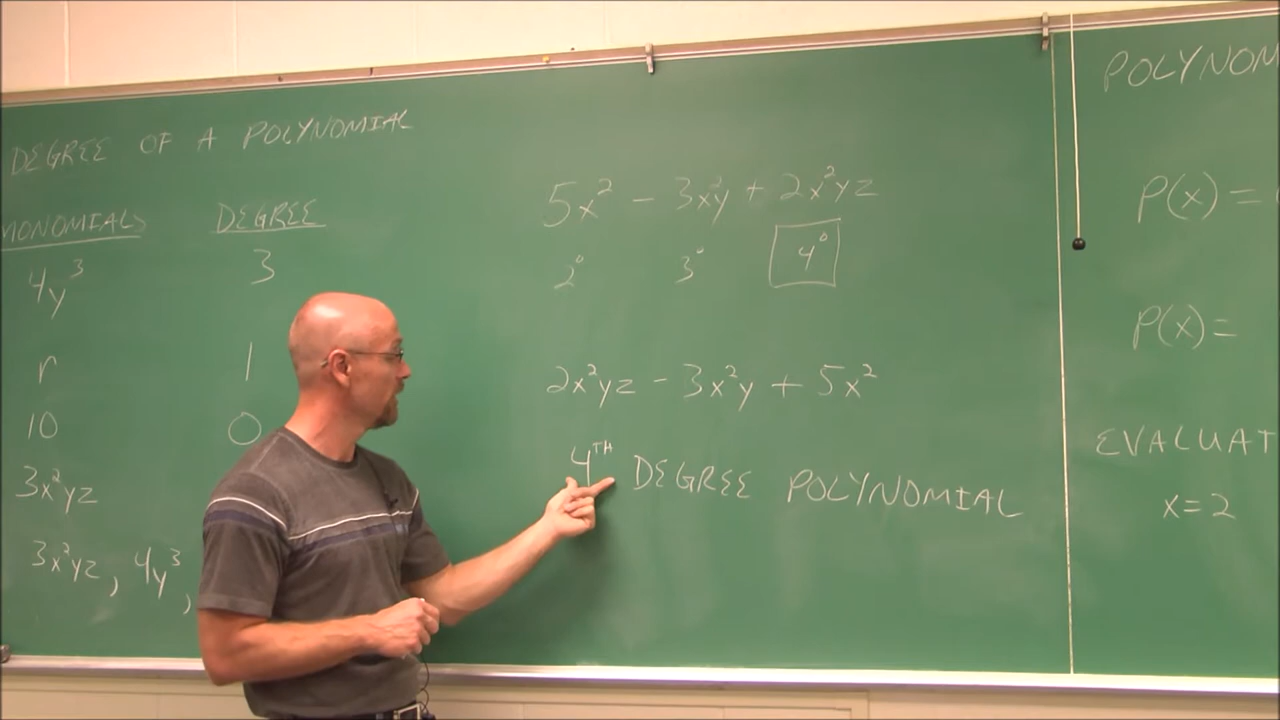 DEGREE OF A POLYNOMIAL
MONOMIALS DEGREE
4y³ 3
r 1
10 0
3x²yz
3x²yz, 4y³,
5x² - 3x²y + 2x²yz
2° 3° 4°
2x²yz - 3x²y + 5x²
4TH DEGREE POLYNOMIAL
POLYNOM
P(x) =
P(x) =
EVALUAT
x=2